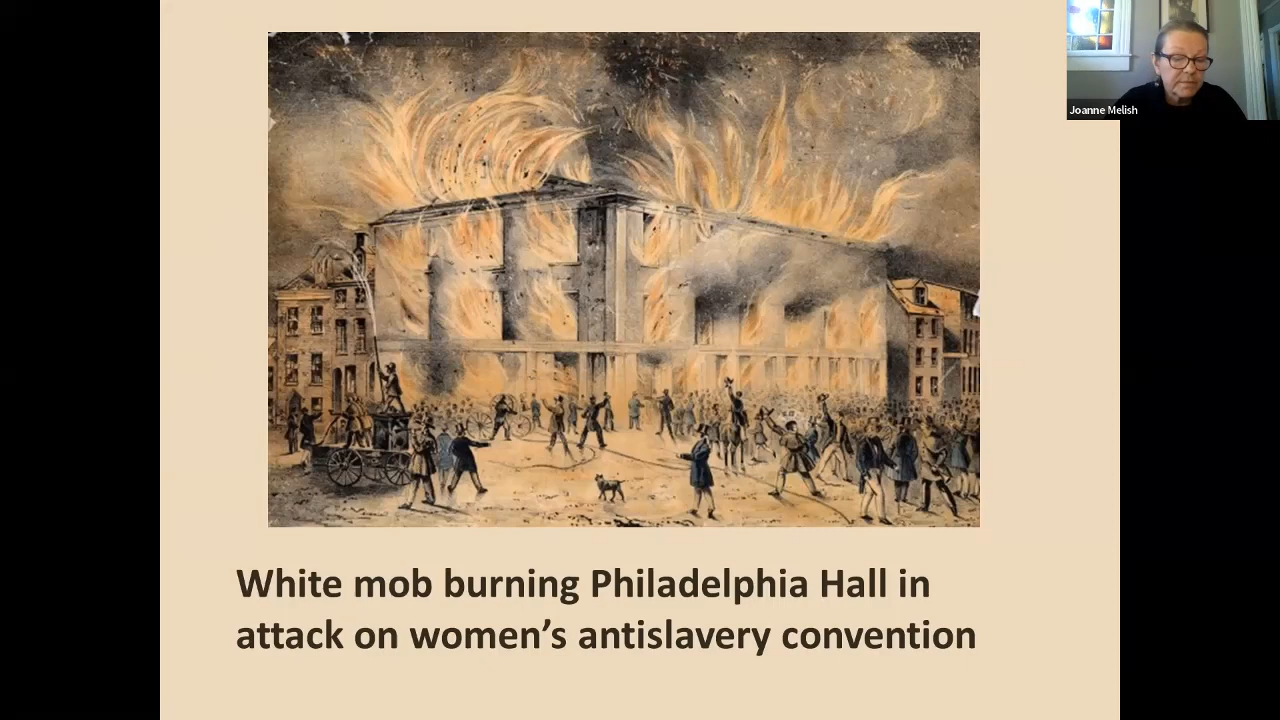 Joanne Melish
White mob burning Philadelphia Hall in
attack on women’s antislavery convention